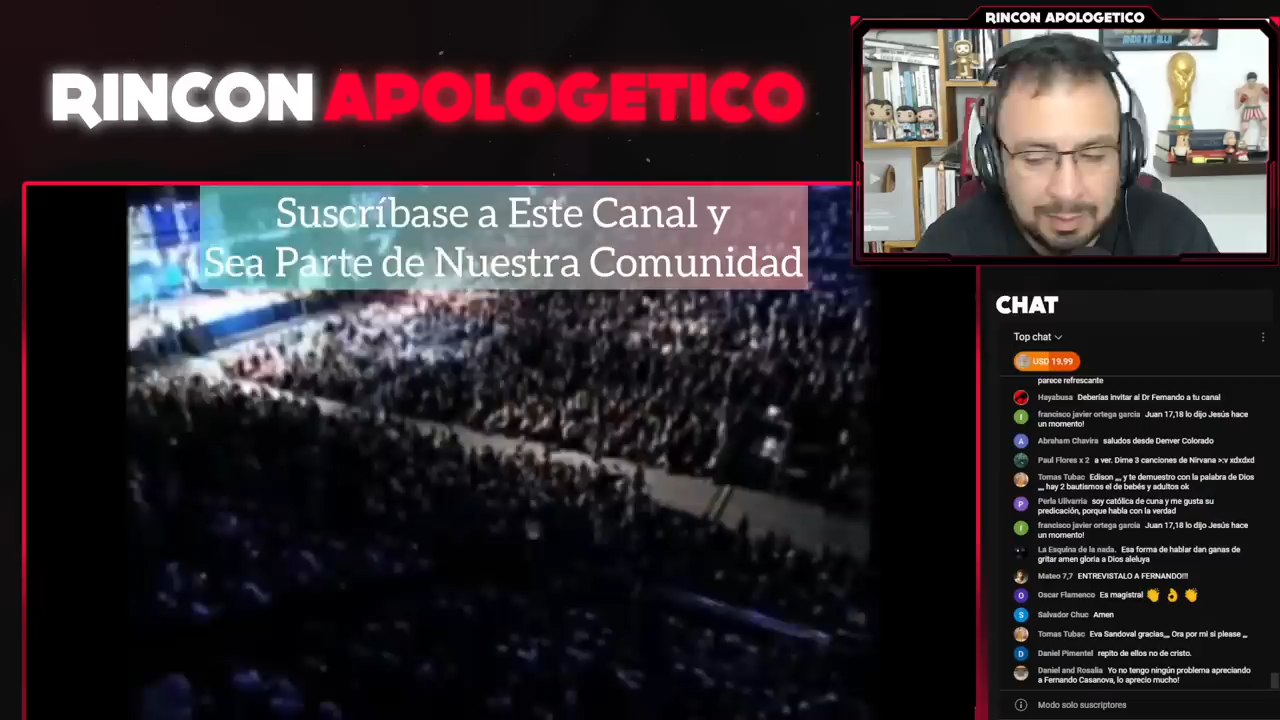 RINCON APOLOGETICO
RINCON APOLOGETICO
Suscríbase a Este Canal y
Sea Parte de Nuestra Comunidad
CHAT
Top chat
USD 19.99
parece refrescante
Hayabusa Deberías invitar al Dr Fernando a tu canal
francisco javier ortega garcia Juan 17,18 lo dijo Jesús hace
un momento!
Abraham Chavira saludos desde Denver Colorado
Paul Flores x 2 a ver. Dime 3 canciones de Nirvana >:v xdxdxd
Tomas Tubac Edison ,,,, y te demuestro con la palabra de Dios
,,,, hay 2 bautismos el de bebés y adultos ok
Perla Ulivarria soy católica de cuna y me gusta su
predicación, porque habla con la verdad
francisco javier ortega garcia Juan 17,18 lo dijo Jesús hace
un momento!
La Esquina de la nada. Esa forma de hablar dan ganas de
gritar amen gloria a Dios aleluya
Mateo 7,7 ENTREVISTALO A FERNANDO!!!
Oscar Flamenco Es magistral 👏 👌 👏
Salvador Chuc Amen
Tomas Tubac Eva Sandoval gracias,,,, Ora por mi si please ,,,
Daniel Pimentel repito de ellos no de cristo.
Daniel and Rosalia Yo no tengo ningún problema apreciando
a Fernando Casanova, lo aprecio mucho!
Modo solo suscriptores